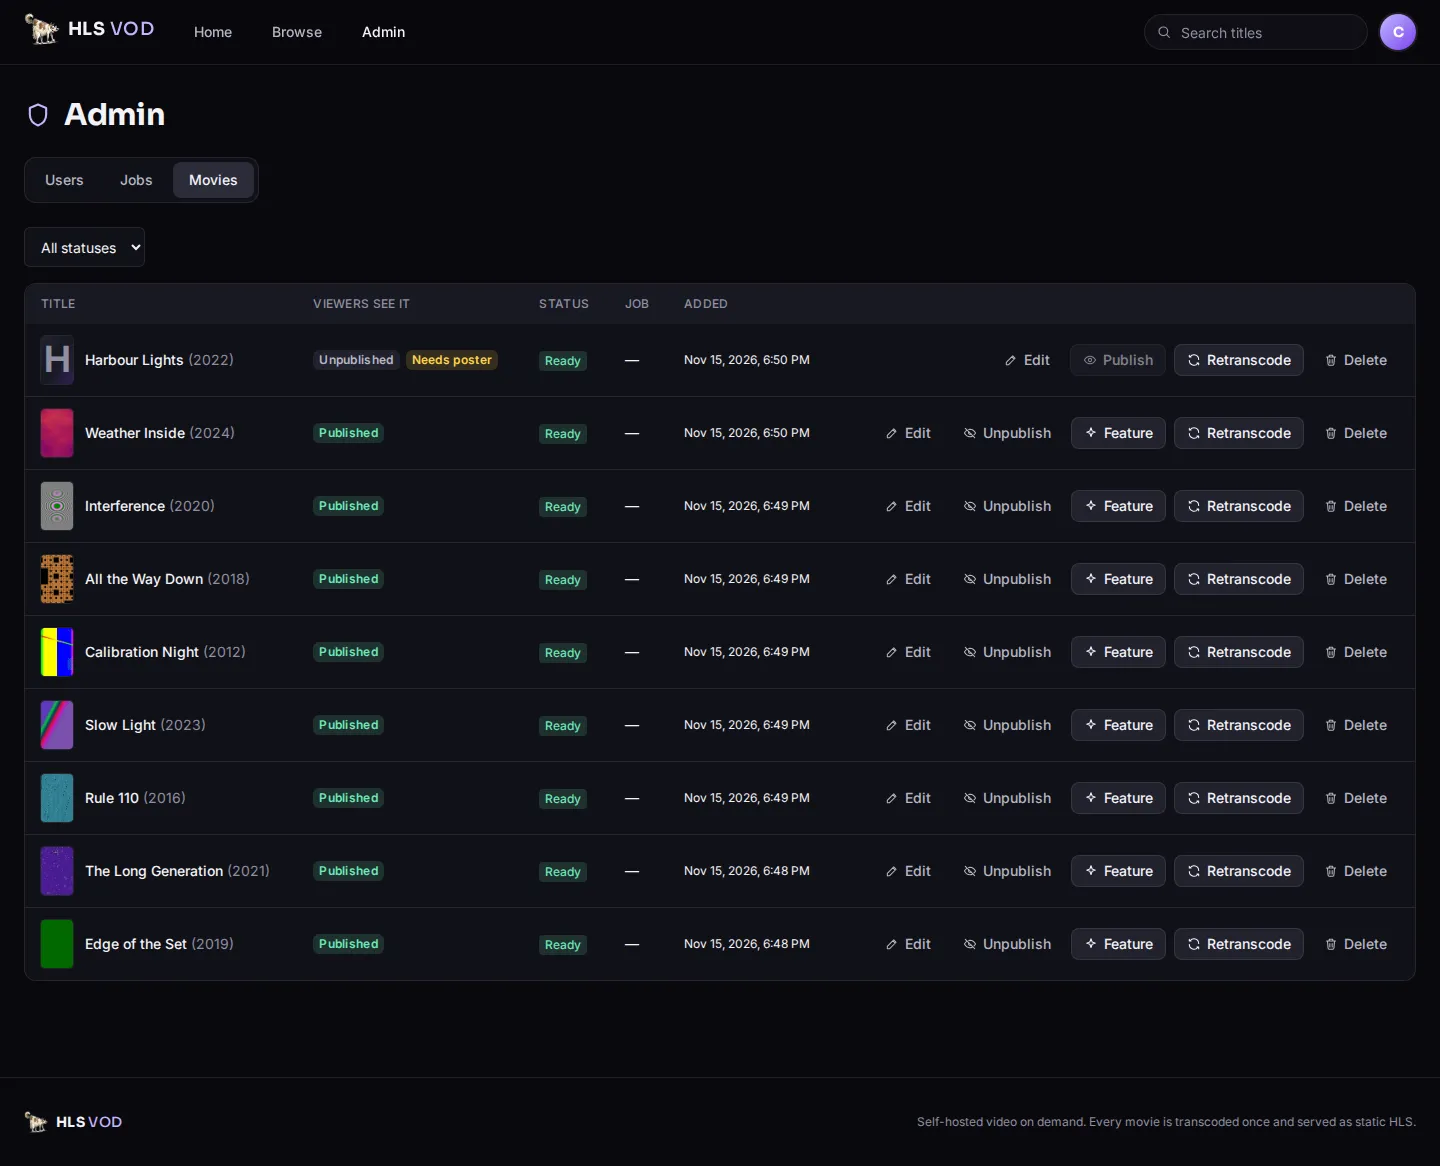 HLS VOD Home Browse Admin Search titles C
Admin
Users Jobs Movies
All statuses
TITLE VIEWERS SEE IT STATUS JOB ADDED
H Harbour Lights (2022) Unpublished Needs poster Ready — Nov 15, 2026, 6:50 PM Edit Publish Retranscode Delete
Weather Inside (2024) Published Ready — Nov 15, 2026, 6:50 PM Edit Unpublish Feature Retranscode Delete
Interference (2020) Published Ready — Nov 15, 2026, 6:49 PM Edit Unpublish Feature Retranscode Delete
All the Way Down (2018) Published Ready — Nov 15, 2026, 6:49 PM Edit Unpublish Feature Retranscode Delete
Calibration Night (2012) Published Ready — Nov 15, 2026, 6:49 PM Edit Unpublish Feature Retranscode Delete
Slow Light (2023) Published Ready — Nov 15, 2026, 6:49 PM Edit Unpublish Feature Retranscode Delete
Rule 110 (2016) Published Ready — Nov 15, 2026, 6:49 PM Edit Unpublish Feature Retranscode Delete
The Long Generation (2021) Published Ready — Nov 15, 2026, 6:48 PM Edit Unpublish Feature Retranscode Delete
Edge of the Set (2019) Published Ready — Nov 15, 2026, 6:48 PM Edit Unpublish Feature Retranscode Delete
HLS VOD Self-hosted video on demand. Every movie is transcoded once and served as static HLS.